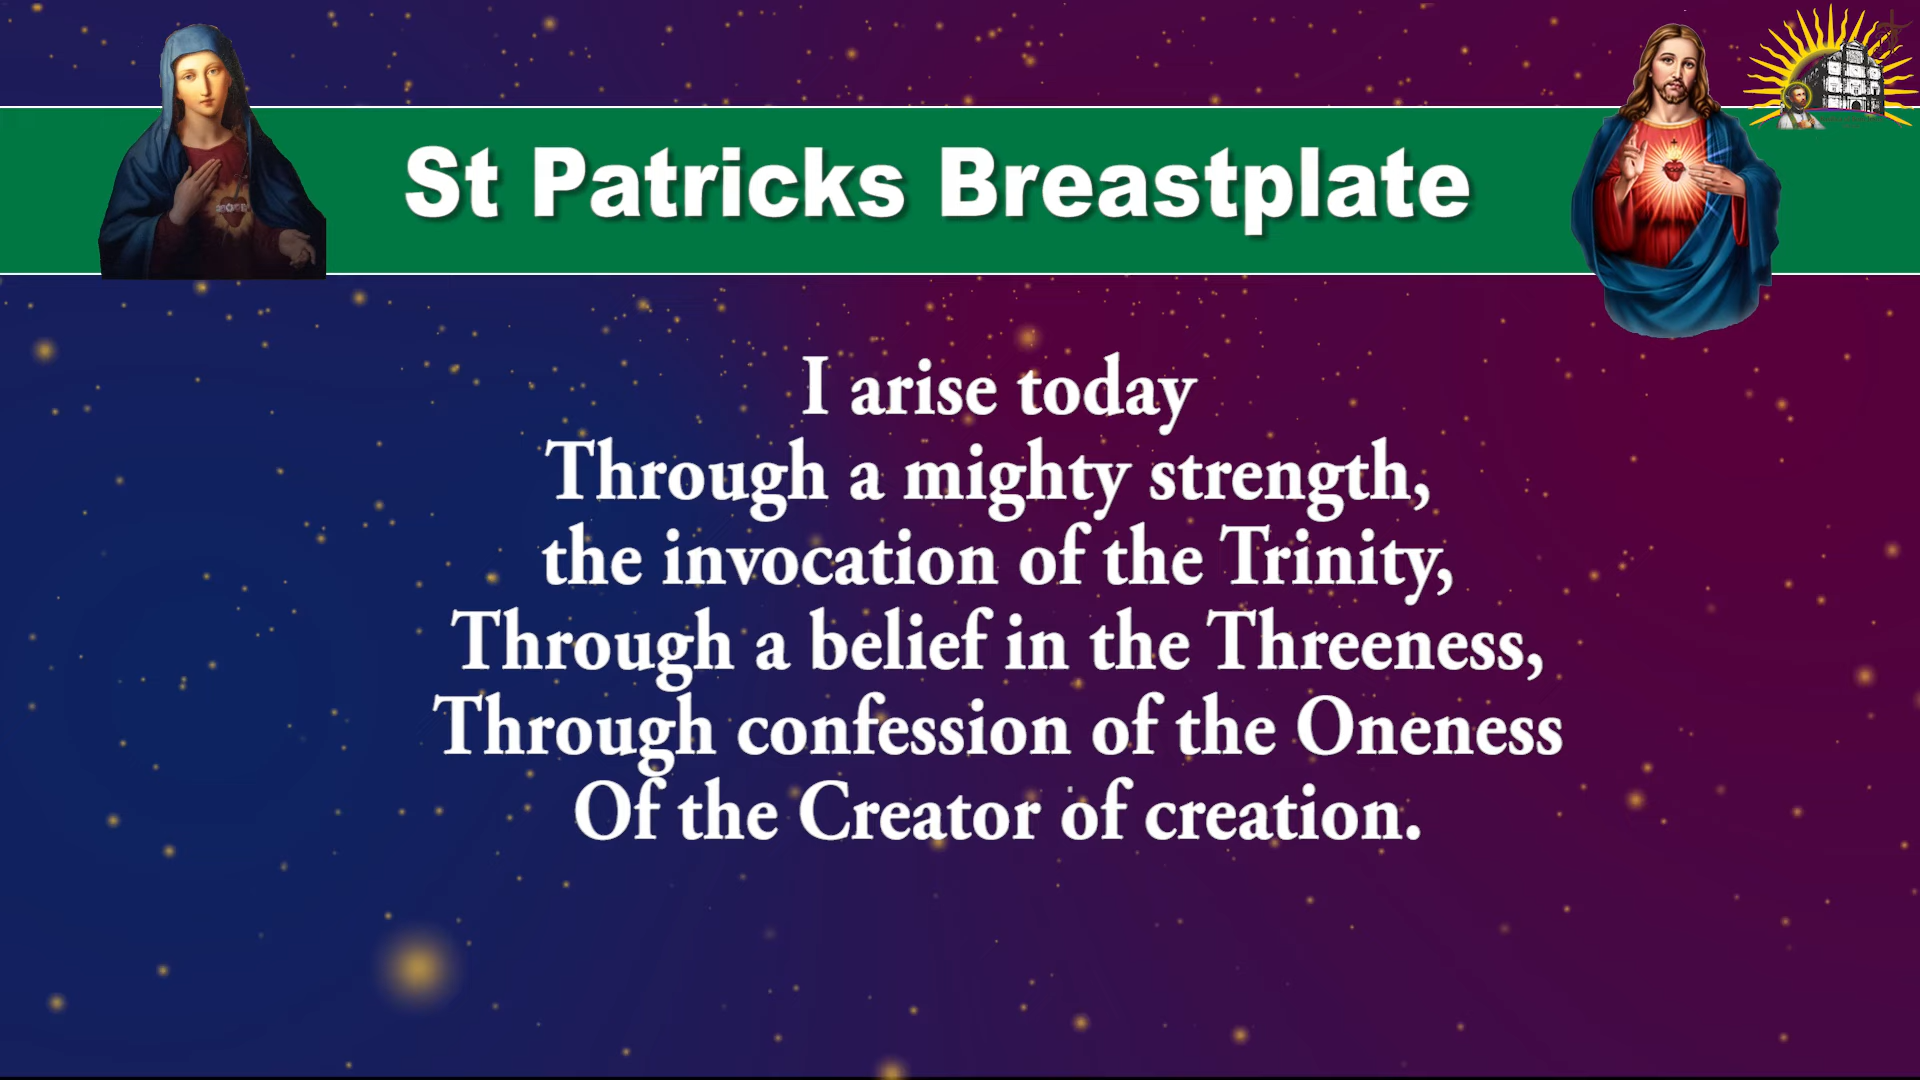 St Patricks Breastplate
I arise today
Through a mighty strength,
the invocation of the Trinity,
Through a belief in the Threeness,
Through confession of the Oneness
Of the Creator of creation.